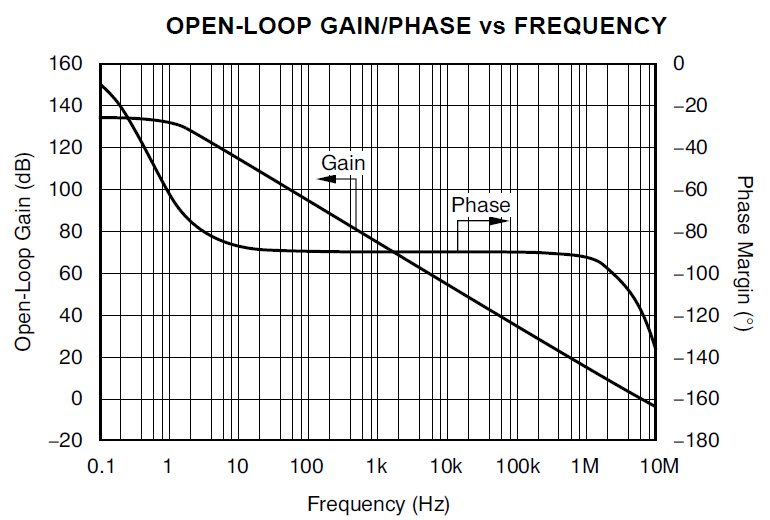 OPEN-LOOP GAIN/PHASE vs FREQUENCY
160
140
120
100
80
60
40
20
0
−20
Open-Loop Gain (dB)
Gain
Phase
0
−20
−40
−60
−80
−100
−120
−140
−160
−180
Phase Margin (°)
0.1 1 10 100 1k 10k 100k 1M 10M
Frequency (Hz)